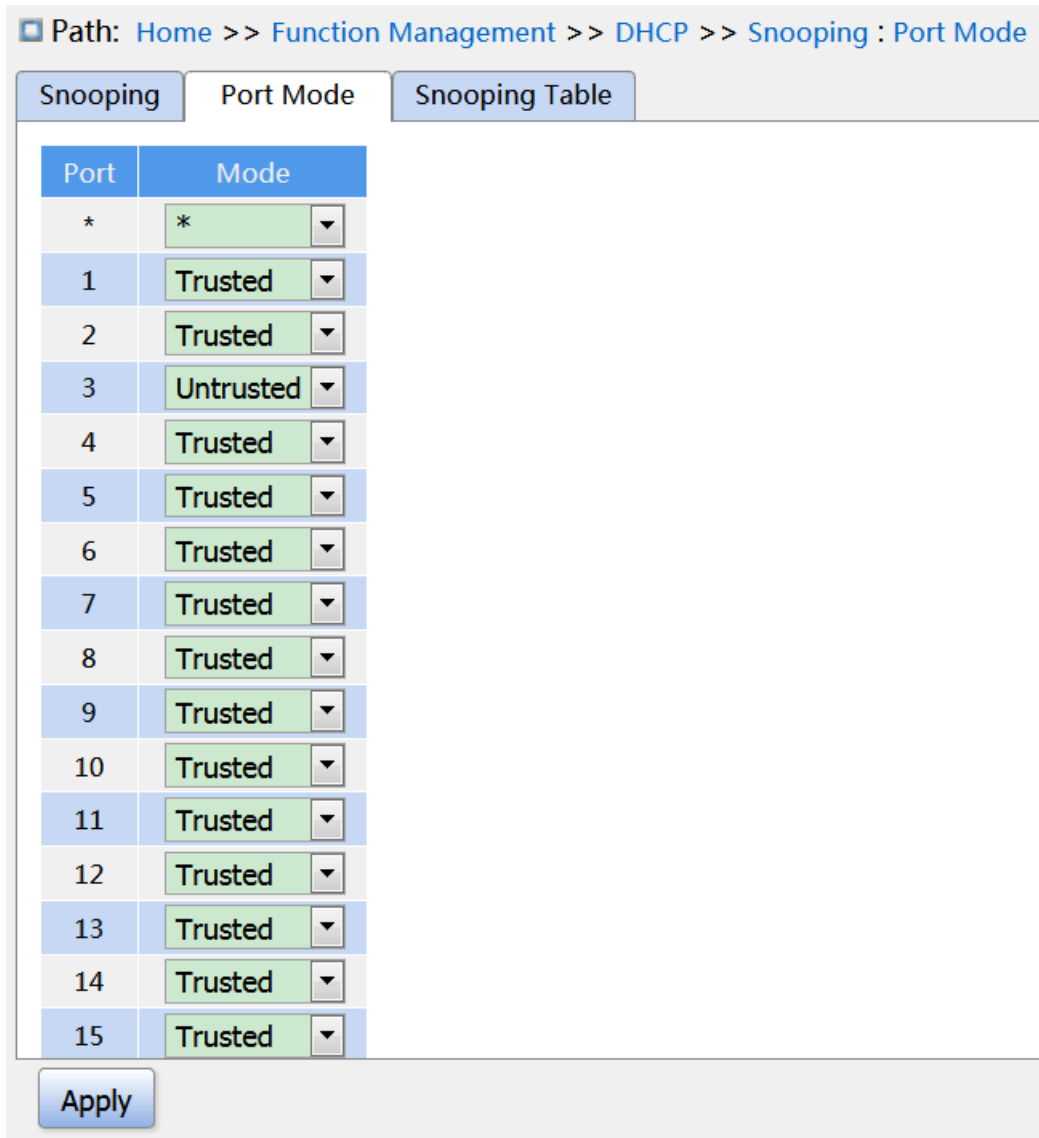 Path: Home >> Function Management >> DHCP >> Snooping : Port Mode
Snooping Port Mode Snooping Table
Port Mode
* *
1 Trusted
2 Trusted
3 Untrusted
4 Trusted
5 Trusted
6 Trusted
7 Trusted
8 Trusted
9 Trusted
10 Trusted
11 Trusted
12 Trusted
13 Trusted
14 Trusted
15 Trusted
Apply